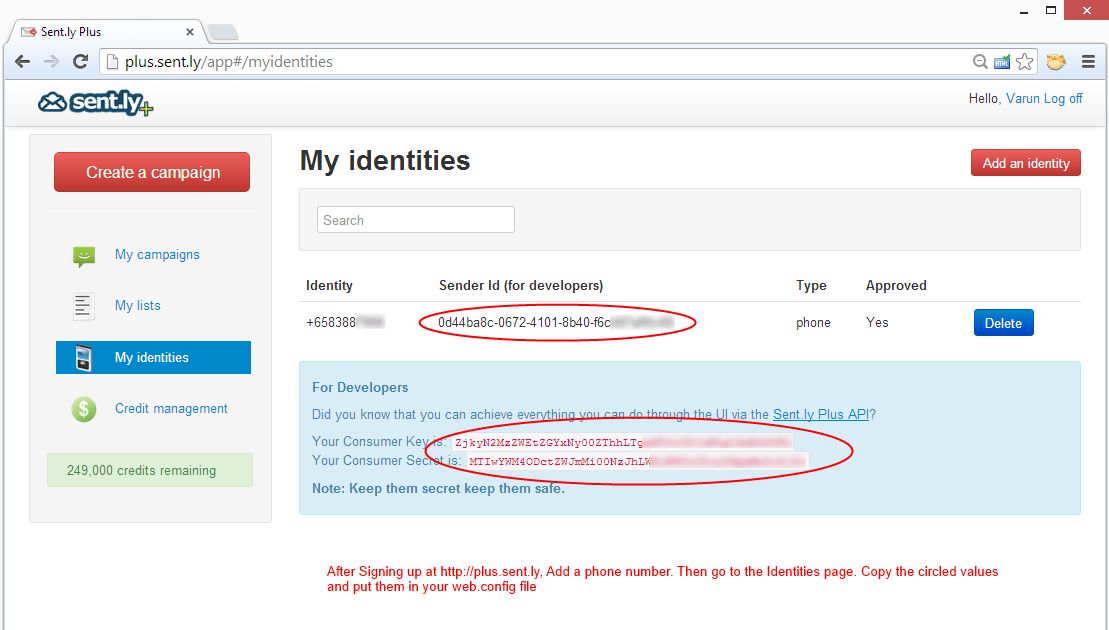 Sent.ly Plus
plus.sent.ly/app#/myidentities
sent.ly+
Hello, Varun Log off
Create a campaign
My campaigns
My lists
My identities
Credit management
249,000 credits remaining
My identities
Add an identity
Search
Identity Sender Id (for developers) Type Approved
+658388 0d44ba8c-0672-4101-8b40-f6c phone Yes Delete
For Developers
Did you know that you can achieve everything you can do through the UI via the Sent.ly Plus API?
Your Consumer Key is: ZjkyN2MzZWEtZGYxNy00ZThhLTg
Your Consumer Secret is: MTIwYWM4ODctZWJmMi00NzJhLW
Note: Keep them secret keep them safe.
After Signing up at http://plus.sent.ly, Add a phone number. Then go to the Identities page. Copy the circled values
and put them in your web.config file